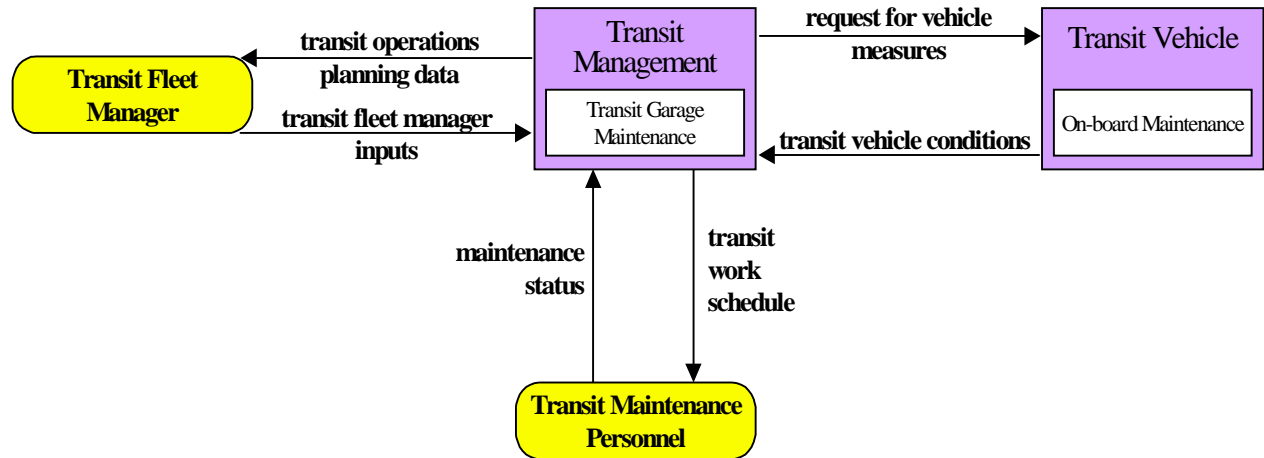 transit operations
planning data
Transit Fleet
Manager
transit fleet manager
inputs
Transit
Management
Transit Garage
Maintenance
request for vehicle
measures
transit vehicle conditions
Transit Vehicle
On-board Maintenance
maintenance
status
transit
work
schedule
Transit Maintenance
Personnel